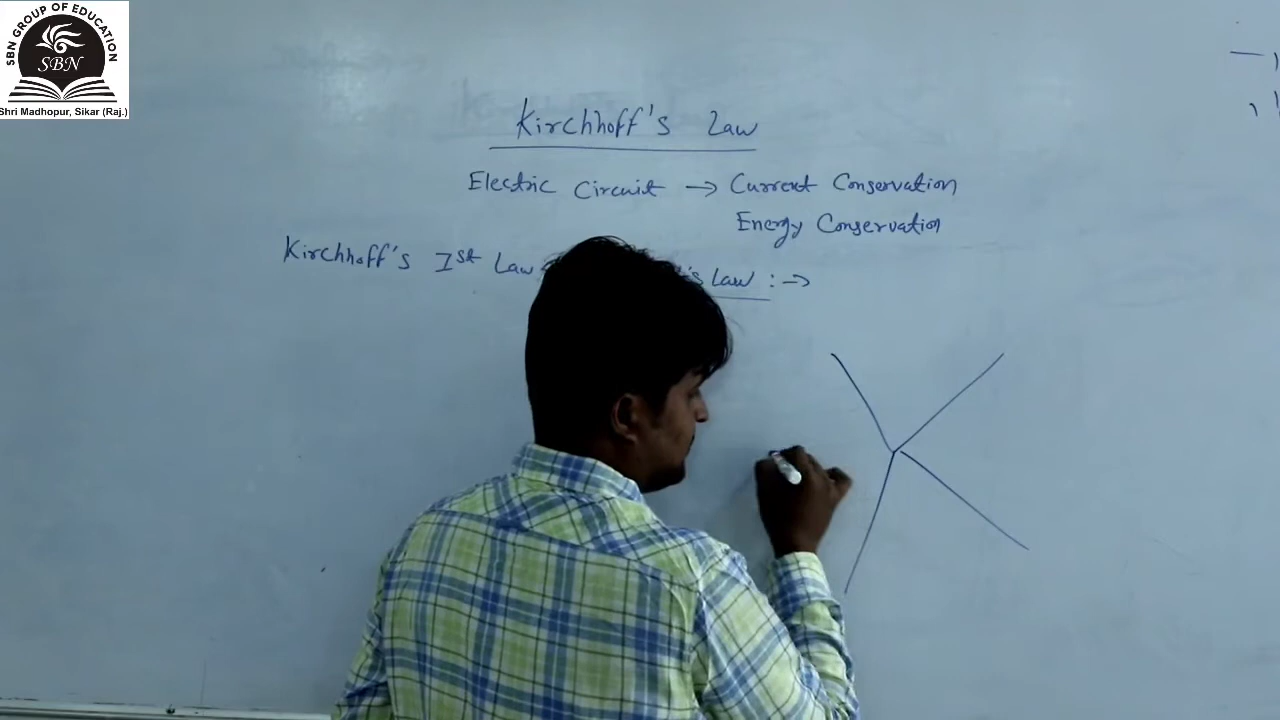 SBN GROUP OF EDUCATION
SBN
Shri Madhopur, Sikar (Raj.)
Kirchhoff's Law
Electric Circuit → Current Conservation
Energy Conservation
Kirchhoff's Ist Law 's Law :→